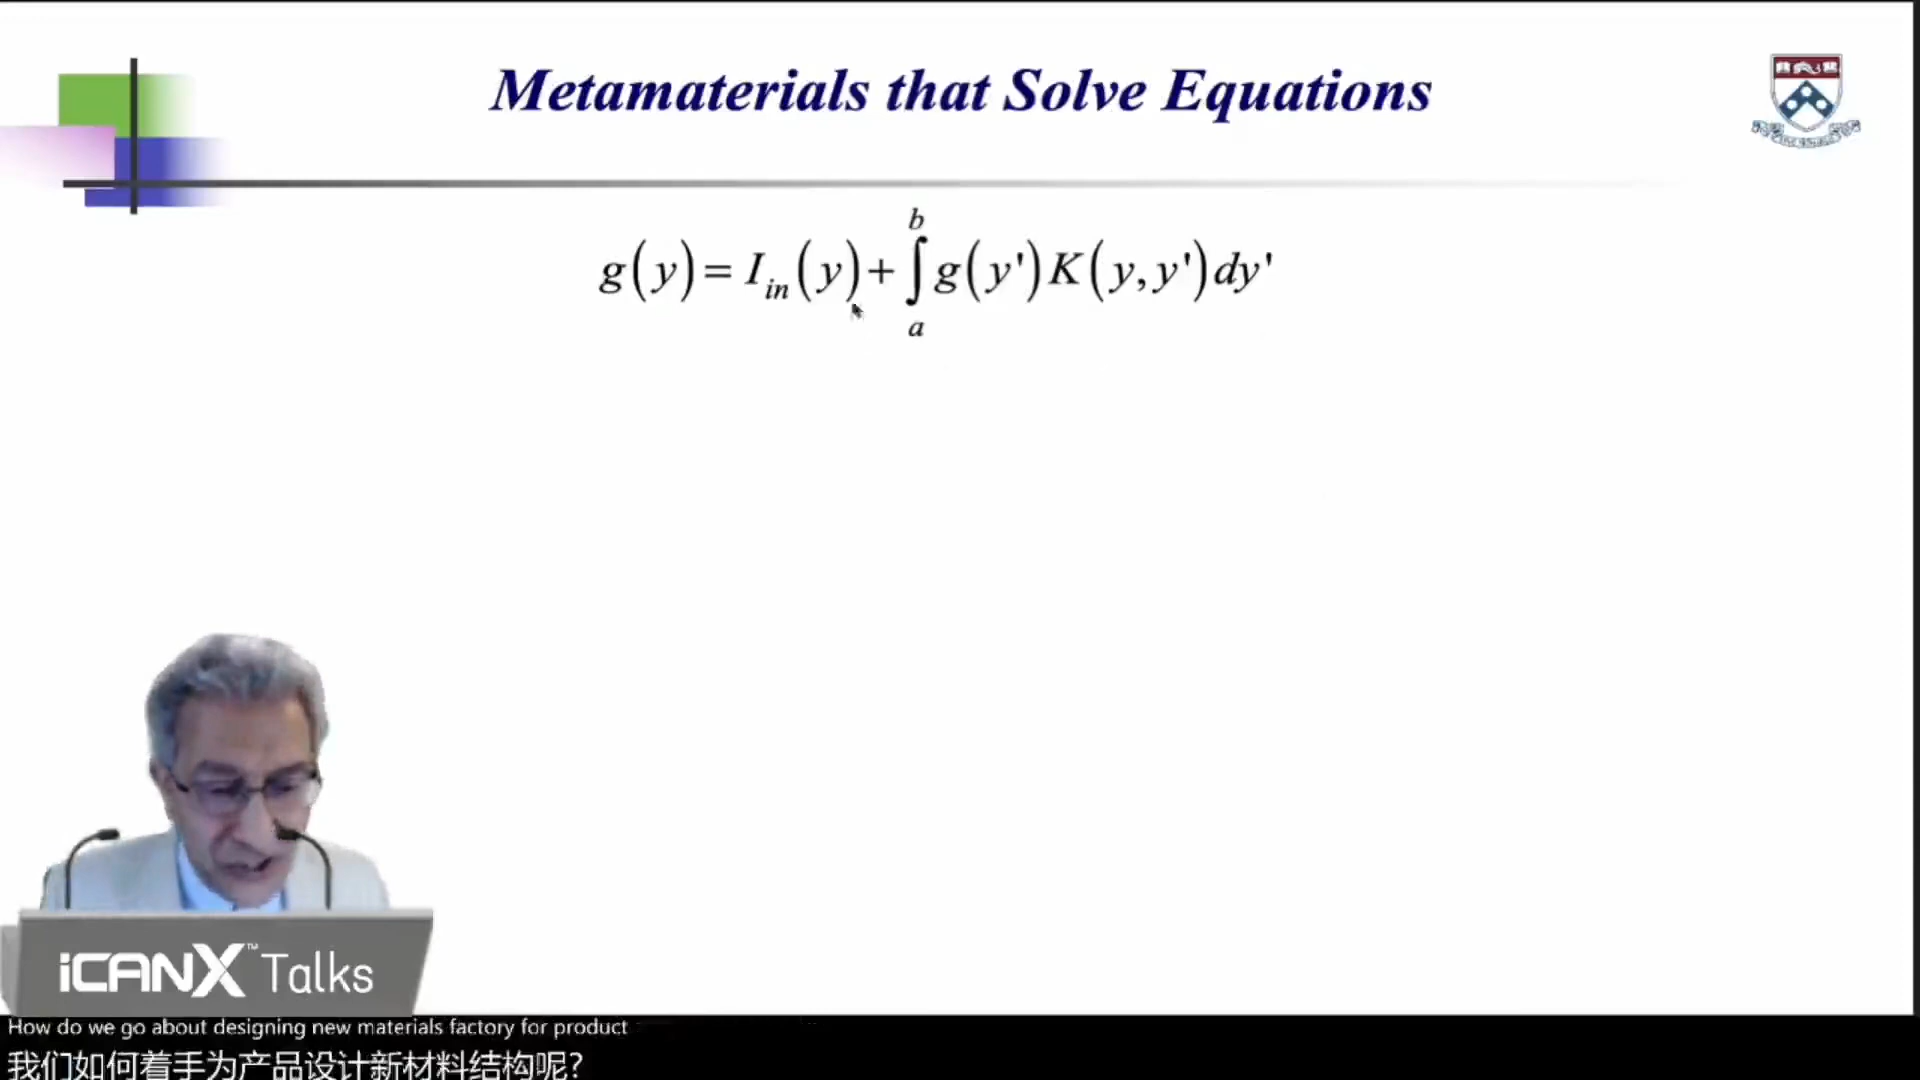 Metamaterials that Solve Equations
g(y) = I_in(y) + ∫_a^b g(y')K(y,y')dy'
iCANX™ Talks
How do we go about designing new materials factory for product
我们如何着手为产品设计新材料结构呢?